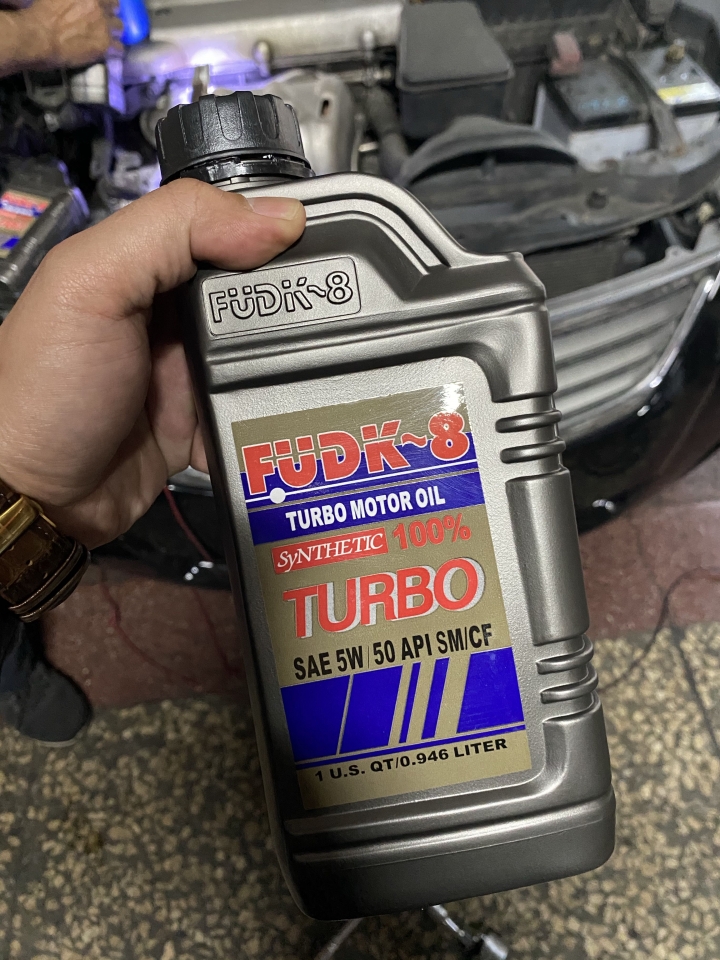 FÜDK~8
FÜDK~8
TURBO MOTOR OIL
SyNTHETIC 100%
TURBO
SAE 5W/50 API SM/CF
1 U.S. QT/0.946 LITER